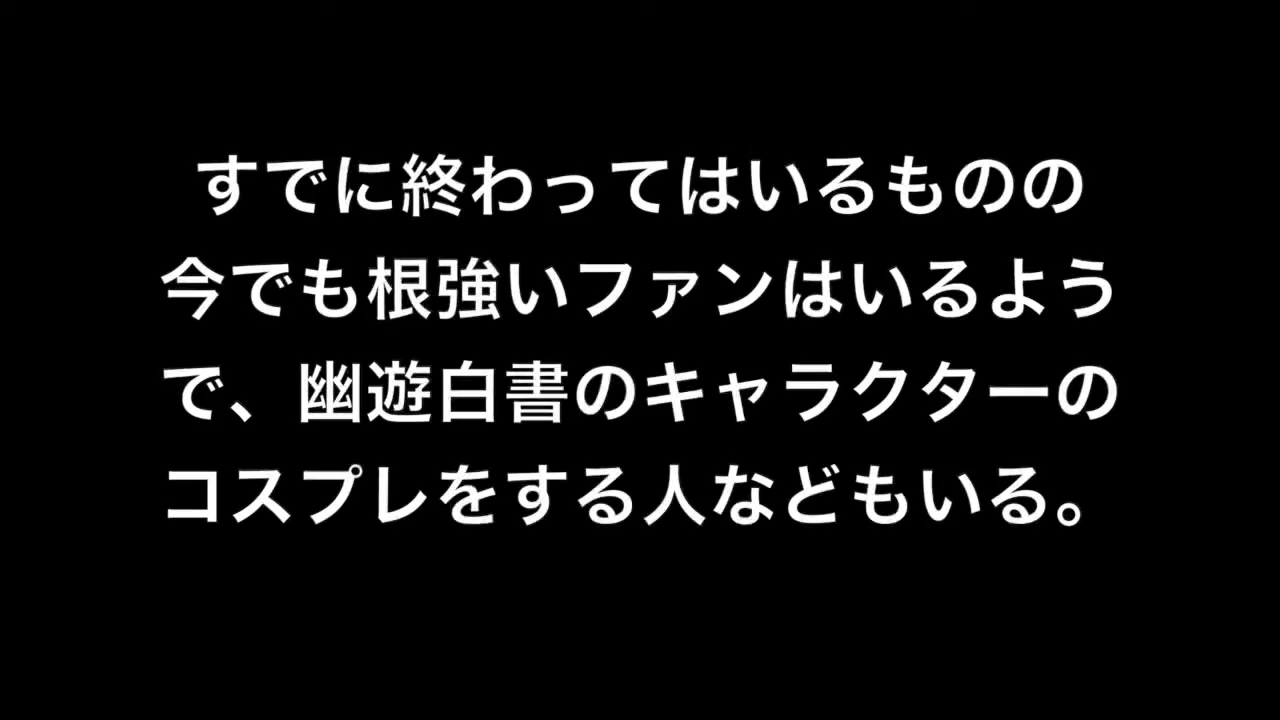 すでに終わってはいるものの
今でも根強いファンはいるよう
で、幽遊白書のキャラクターの
コスプレをする人などもいる。